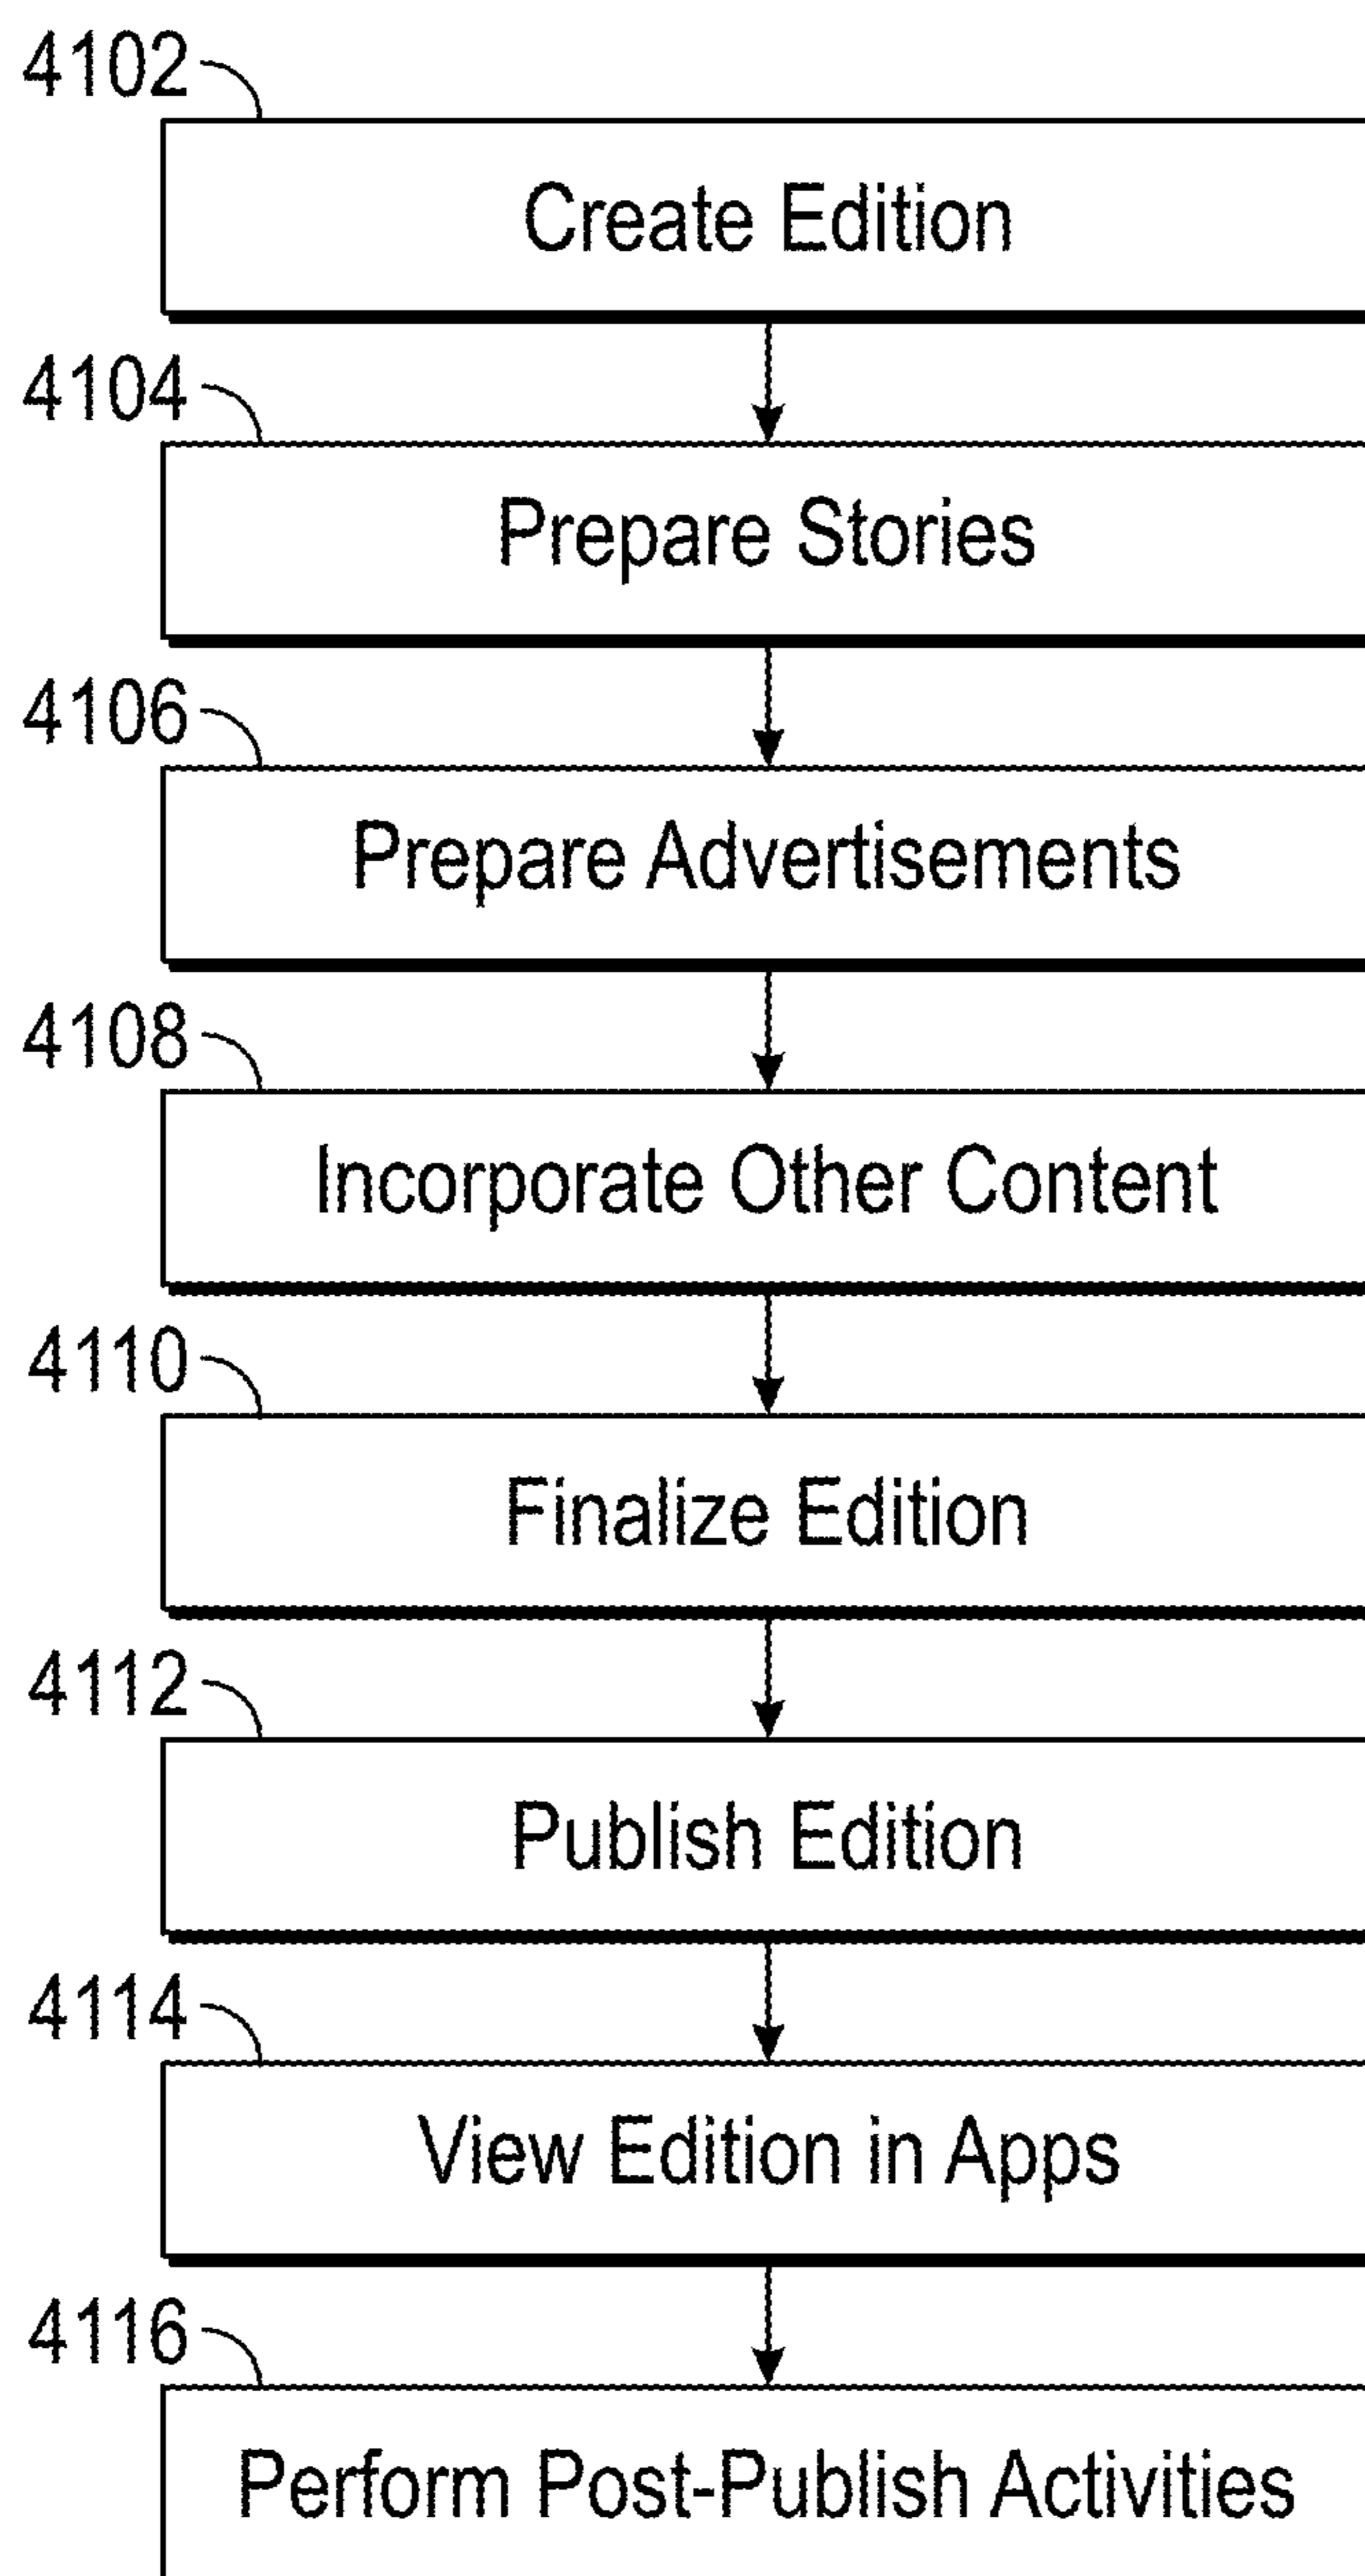 4102
Create Edition
4104
Prepare Stories
4106
Prepare Advertisements
4108
Incorporate Other Content
4110
Finalize Edition
4112
Publish Edition
4114
View Edition in Apps
4116
Perform Post-Publish Activities